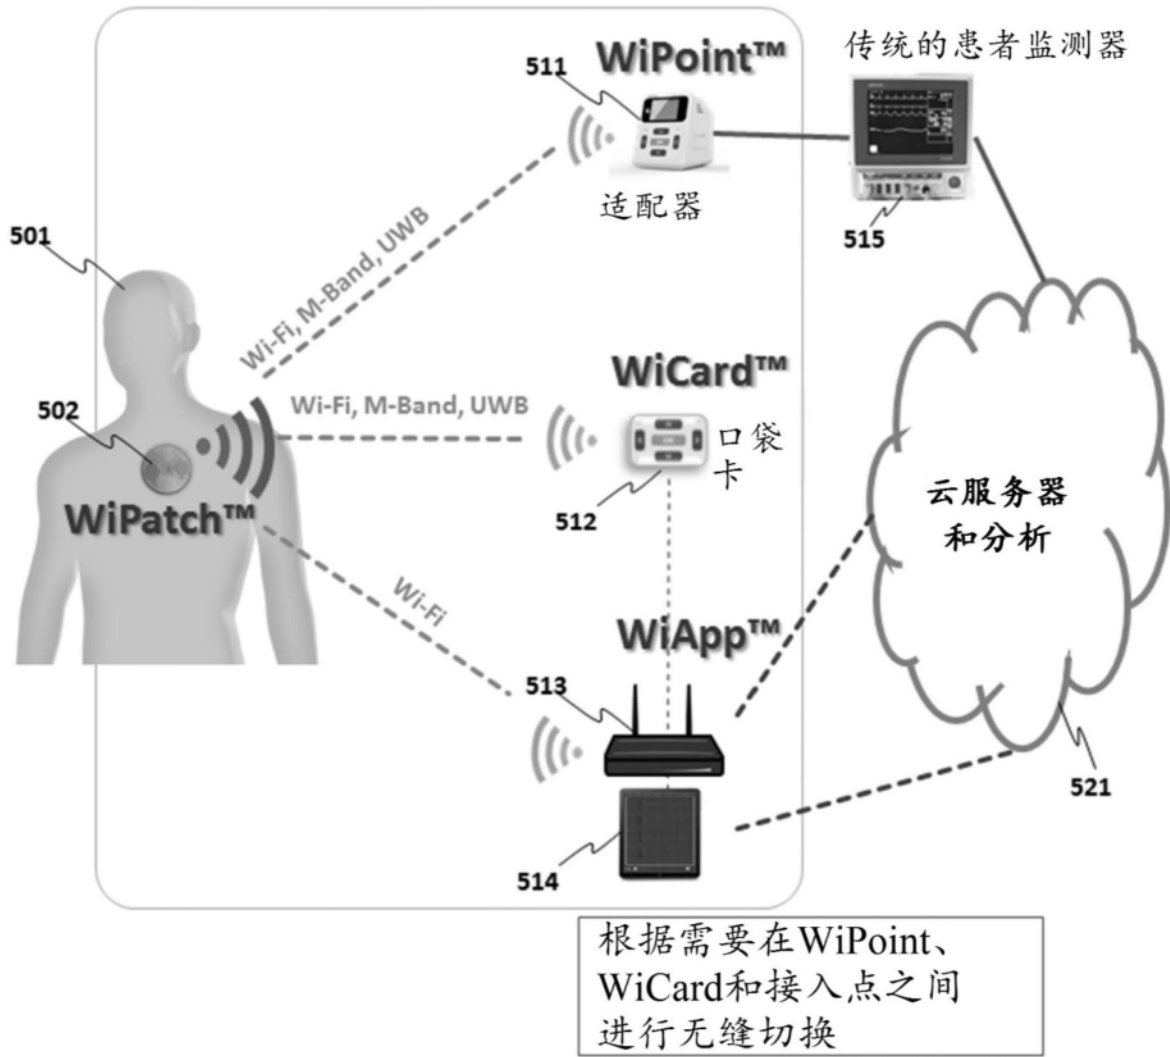 WiPoint™
511
传统的患者监测器
适配器
515
501
Wi-Fi, M-Band, UWB
WiCard™
502
Wi-Fi, M-Band, UWB
口袋
卡
WiPatch™
512
云服务器
和分析
Wi-Fi
WiApp™
513
521
514
根据需要在WiPoint、
WiCard和接入点之间
进行无缝切换